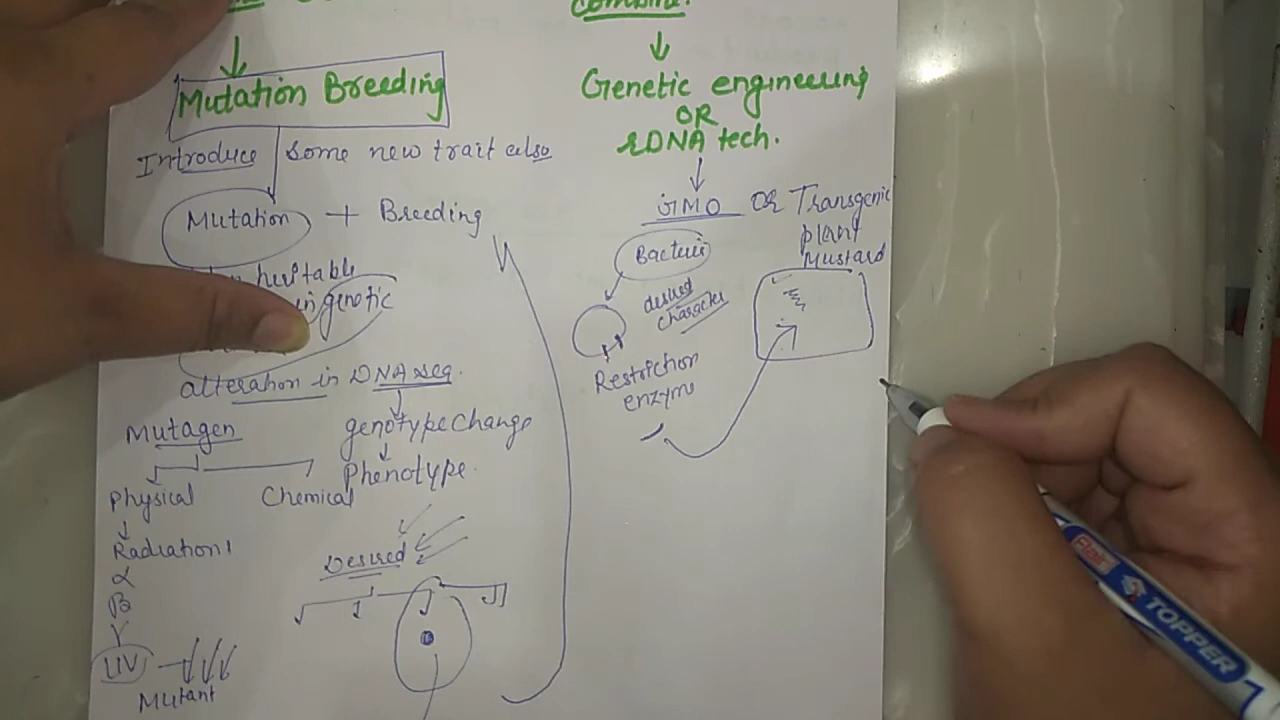 Combine.
Mutation Breeding
Introduce some new trait also
Mutation + Breeding
heritable
in genetic
alteration in DNA seq.
Mutagen
genotype change
Phenotype.
Physical
Chemical
Radiation
α
β
γ
UV
Mutant
Desired
Genetic engineering
OR
rDNA tech.
GMO OR Transgenic
plant
Mustard
Bacteria
desired
character
Restriction
enzyme
Flair
TOPPER